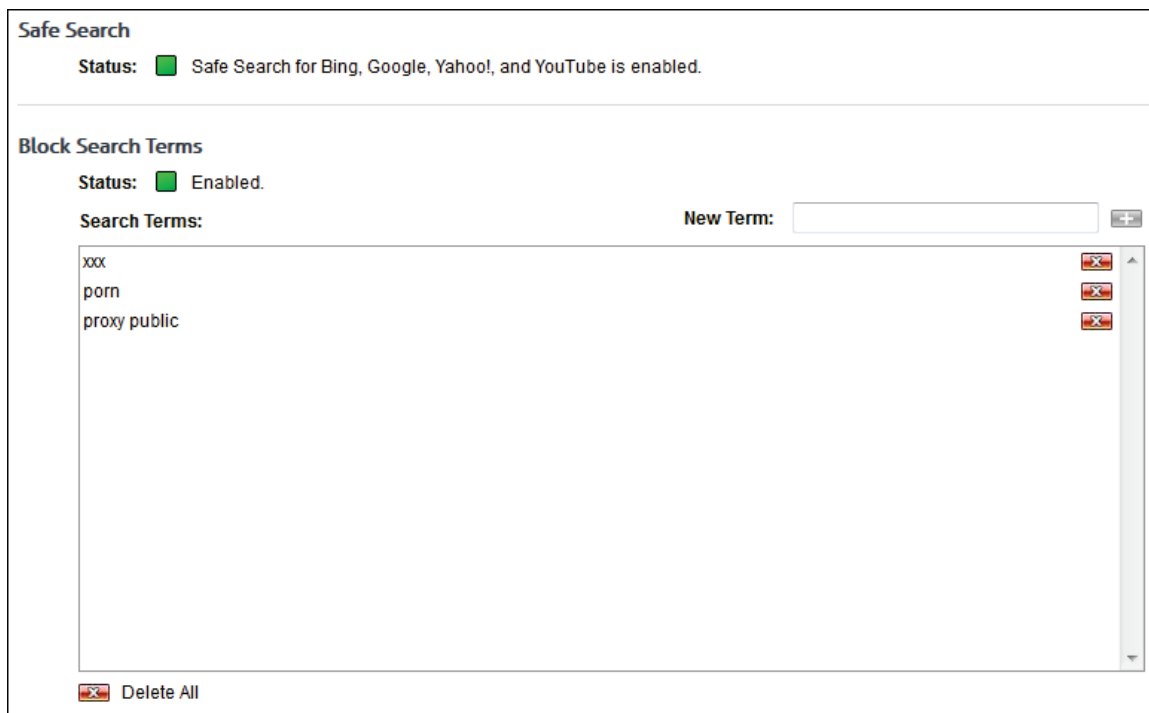 Safe Search
Status: Safe Search for Bing, Google, Yahoo!, and YouTube is enabled.
Block Search Terms
Status: Enabled.
Search Terms: New Term:
xxx
porn
proxy public
Delete All